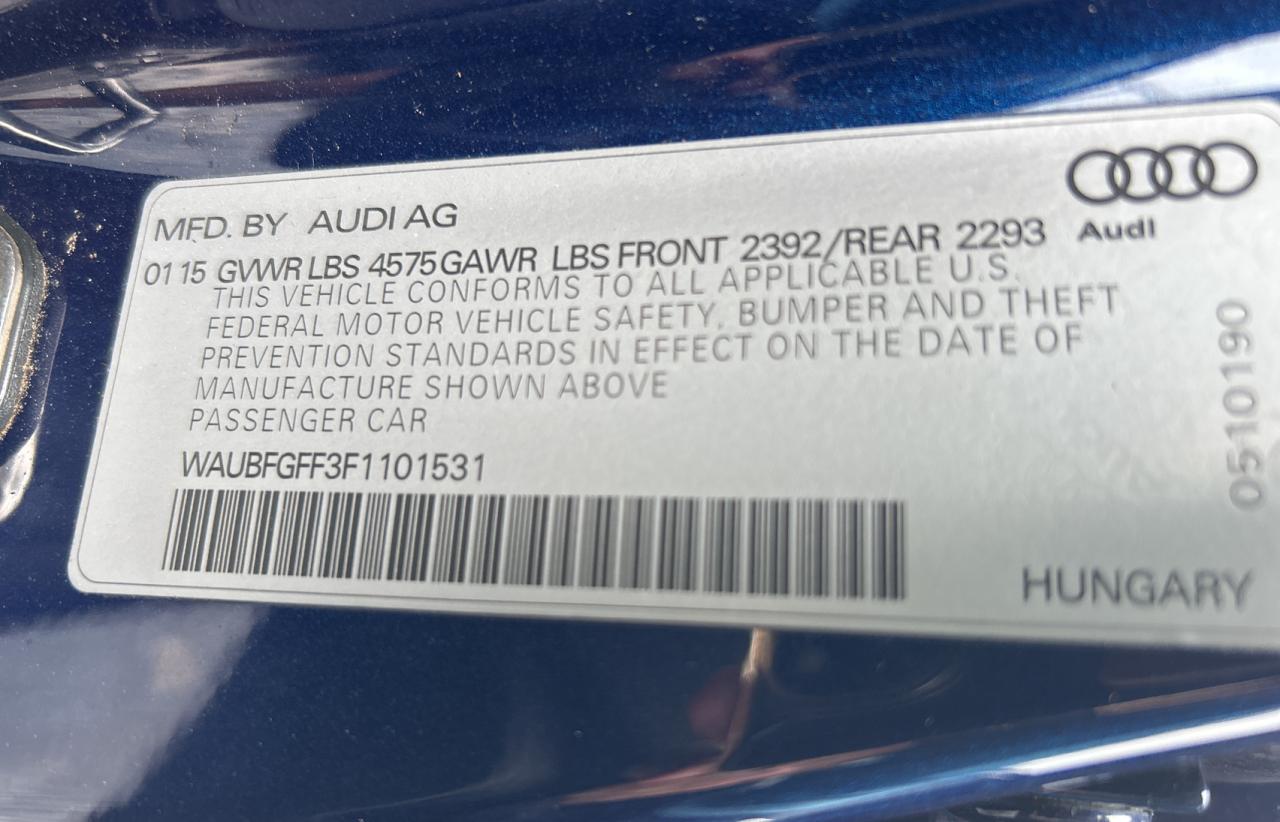 MFD. BY AUDI AG
Audi
01 15 GVWR LBS 4575 GAWR LBS FRONT 2392/REAR 2293
THIS VEHICLE CONFORMS TO ALL APPLICABLE U.S.
FEDERAL MOTOR VEHICLE SAFETY, BUMPER AND THEFT
PREVENTION STANDARDS IN EFFECT ON THE DATE OF
MANUFACTURE SHOWN ABOVE
PASSENGER CAR
WAUBFGFF3F1101531
HUNGARY
0510190